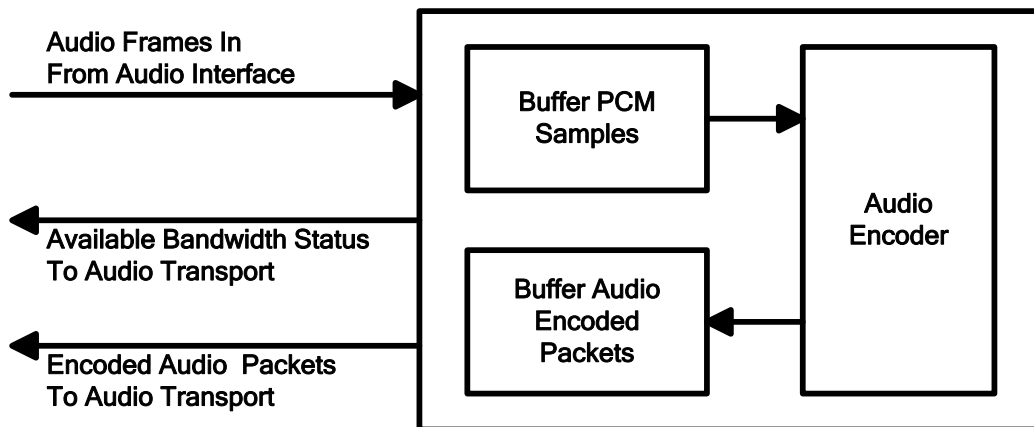 Audio Frames In
From Audio Interface
Buffer PCM
Samples
Audio
Encoder
Available Bandwidth Status
To Audio Transport
Buffer Audio
Encoded
Packets
Encoded Audio Packets
To Audio Transport